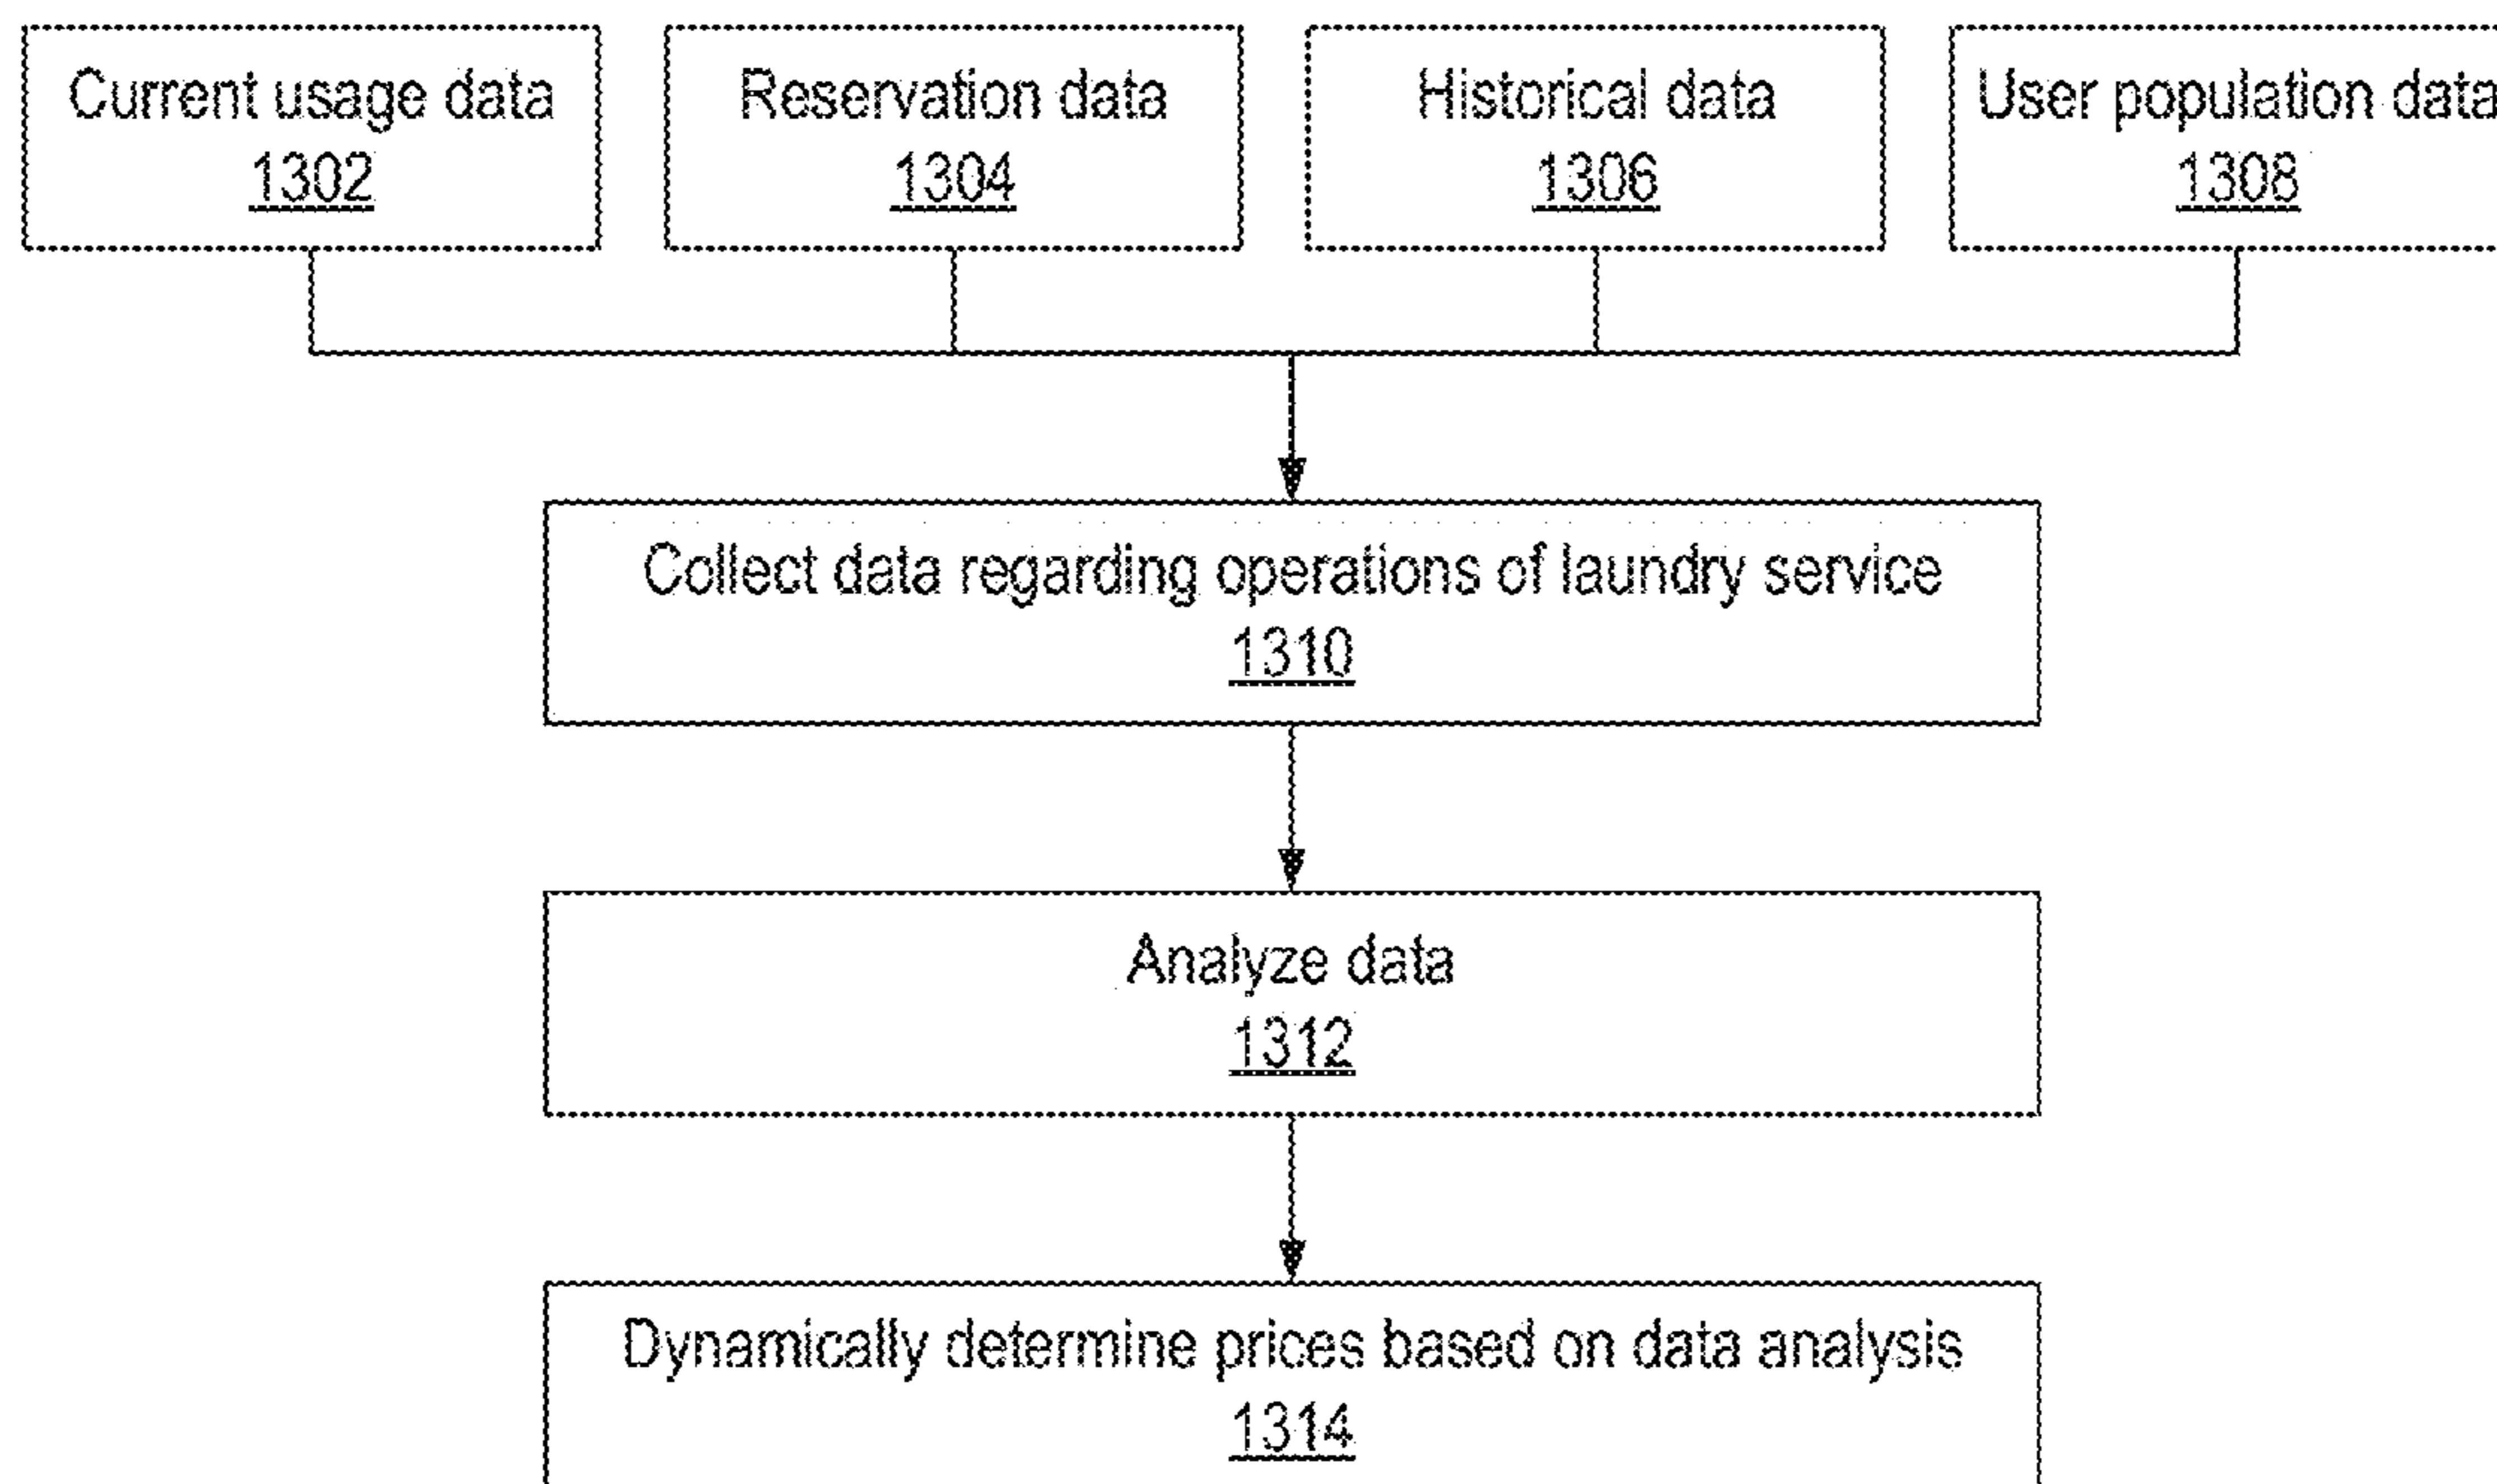 Current usage data
1302
Reservation data
1304
Historical data
1306
User population data
1308
Collect data regarding operations of laundry service
1310
Analyze data
1312
Dynamically determine prices based on data analysis
1314